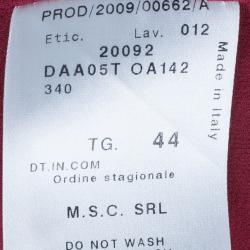 PROD/2009/00662/A
Etic. Lav. 012
20092
DAA05T OA142
340
Made in Italy
TG. 44
DT.IN.COM
Ordine stagionale
M.S.C. SRL
DO NOT WASH